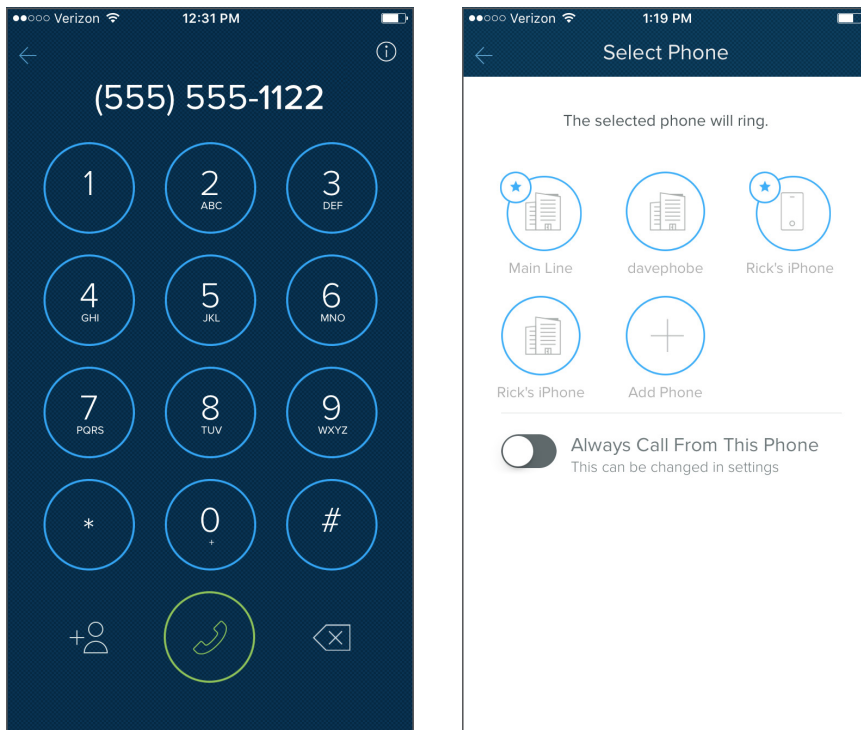 ●●○○○ Verizon 12:31 PM
(555) 555-1122
1 2 3
ABC DEF
4 5 6
GHI JKL MNO
7 8 9
PQRS TUV WXYZ
* 0 #
+
●●○○○ Verizon 1:19 PM
Select Phone
The selected phone will ring.
Main Line davephobe Rick's iPhone
Rick's iPhone Add Phone
Always Call From This Phone
This can be changed in settings